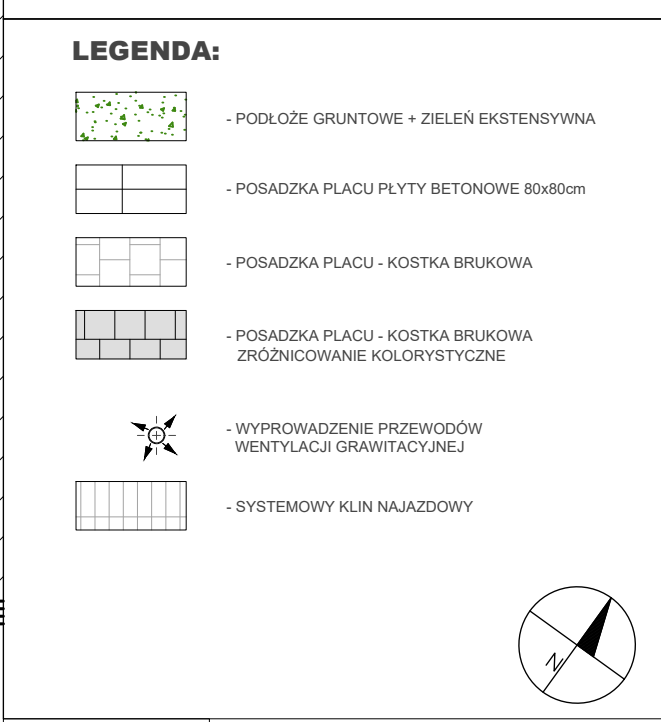 LEGENDA:
- PODŁOŻE GRUNTOWE + ZIELEŃ EKSTENSYWNA
- POSADZKA PLACU PŁYTY BETONOWE 80x80cm
- POSADZKA PLACU - KOSTKA BRUKOWA
- POSADZKA PLACU - KOSTKA BRUKOWA
ZRÓŻNICOWANIE KOLORYSTYCZNE
- WYPROWADZENIE PRZEWODÓW
WENTYLACJI GRAWITACYJNEJ
- SYSTEMOWY KLIN NAJAZDOWY
N